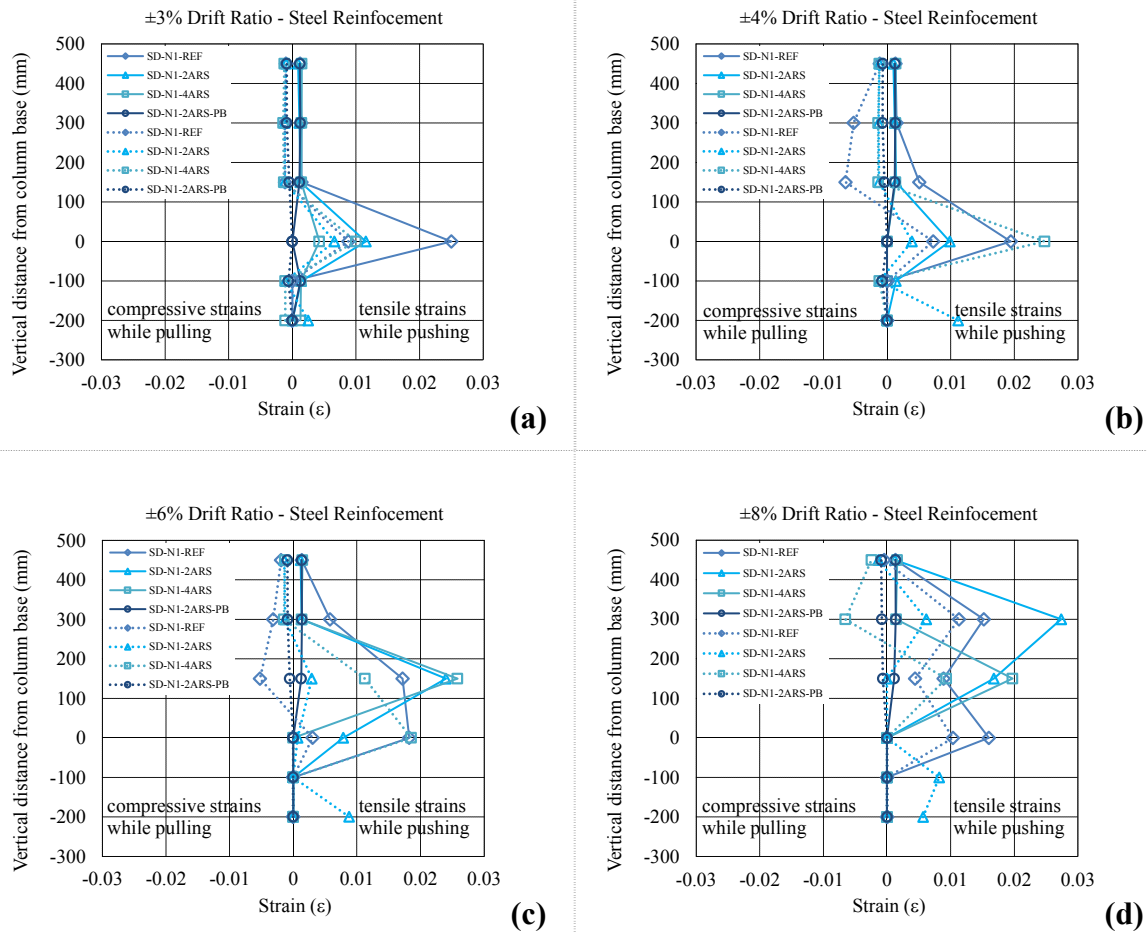 ±3% Drift Ratio - Steel Reinfocement
Vertical distance from column base (mm)
500
400
300
200
100
0
-100
-200
-300
SD-N1-REF
SD-N1-2ARS
SD-N1-4ARS
SD-N1-2ARS-PB
SD-N1-REF
SD-N1-2ARS
SD-N1-4ARS
SD-N1-2ARS-PB
compressive strains
while pulling
tensile strains
while pushing
-0.03
-0.02
-0.01
0
0.01
0.02
0.03
Strain (ε)
(a)
±4% Drift Ratio - Steel Reinfocement
Vertical distance from column base (mm)
500
400
300
200
100
0
-100
-200
-300
SD-N1-REF
SD-N1-2ARS
SD-N1-4ARS
SD-N1-2ARS-PB
SD-N1-REF
SD-N1-2ARS
SD-N1-4ARS
SD-N1-2ARS-PB
compressive strains
while pulling
tensile strains
while pushing
-0.03
-0.02
-0.01
0
0.01
0.02
0.03
Strain (ε)
(b)
±6% Drift Ratio - Steel Reinfocement
Vertical distance from column base (mm)
500
400
300
200
100
0
-100
-200
-300
SD-N1-REF
SD-N1-2ARS
SD-N1-4ARS
SD-N1-2ARS-PB
SD-N1-REF
SD-N1-2ARS
SD-N1-4ARS
SD-N1-2ARS-PB
compressive strains
while pulling
tensile strains
while pushing
-0.03
-0.02
-0.01
0
0.01
0.02
0.03
Strain (ε)
(c)
±8% Drift Ratio - Steel Reinfocement
Vertical distance from column base (mm)
500
400
300
200
100
0
-100
-200
-300
SD-N1-REF
SD-N1-2ARS
SD-N1-4ARS
SD-N1-2ARS-PB
SD-N1-REF
SD-N1-2ARS
SD-N1-4ARS
SD-N1-2ARS-PB
compressive strains
while pulling
tensile strains
while pushing
-0.03
-0.02
-0.01
0
0.01
0.02
0.03
Strain (ε)
(d)